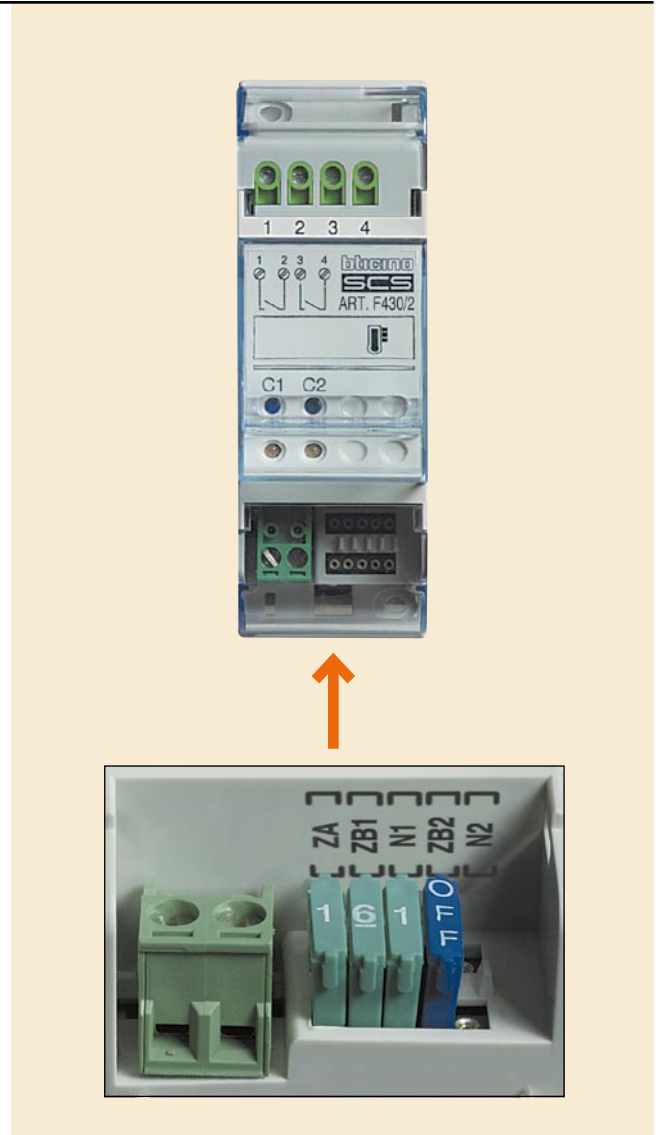 1 2 3 4
1 2 3 4
bticino
SCS
ART. F430/2
C1 C2
ZA
ZB1
N1
ZB2
N2
1
6
1
OFF